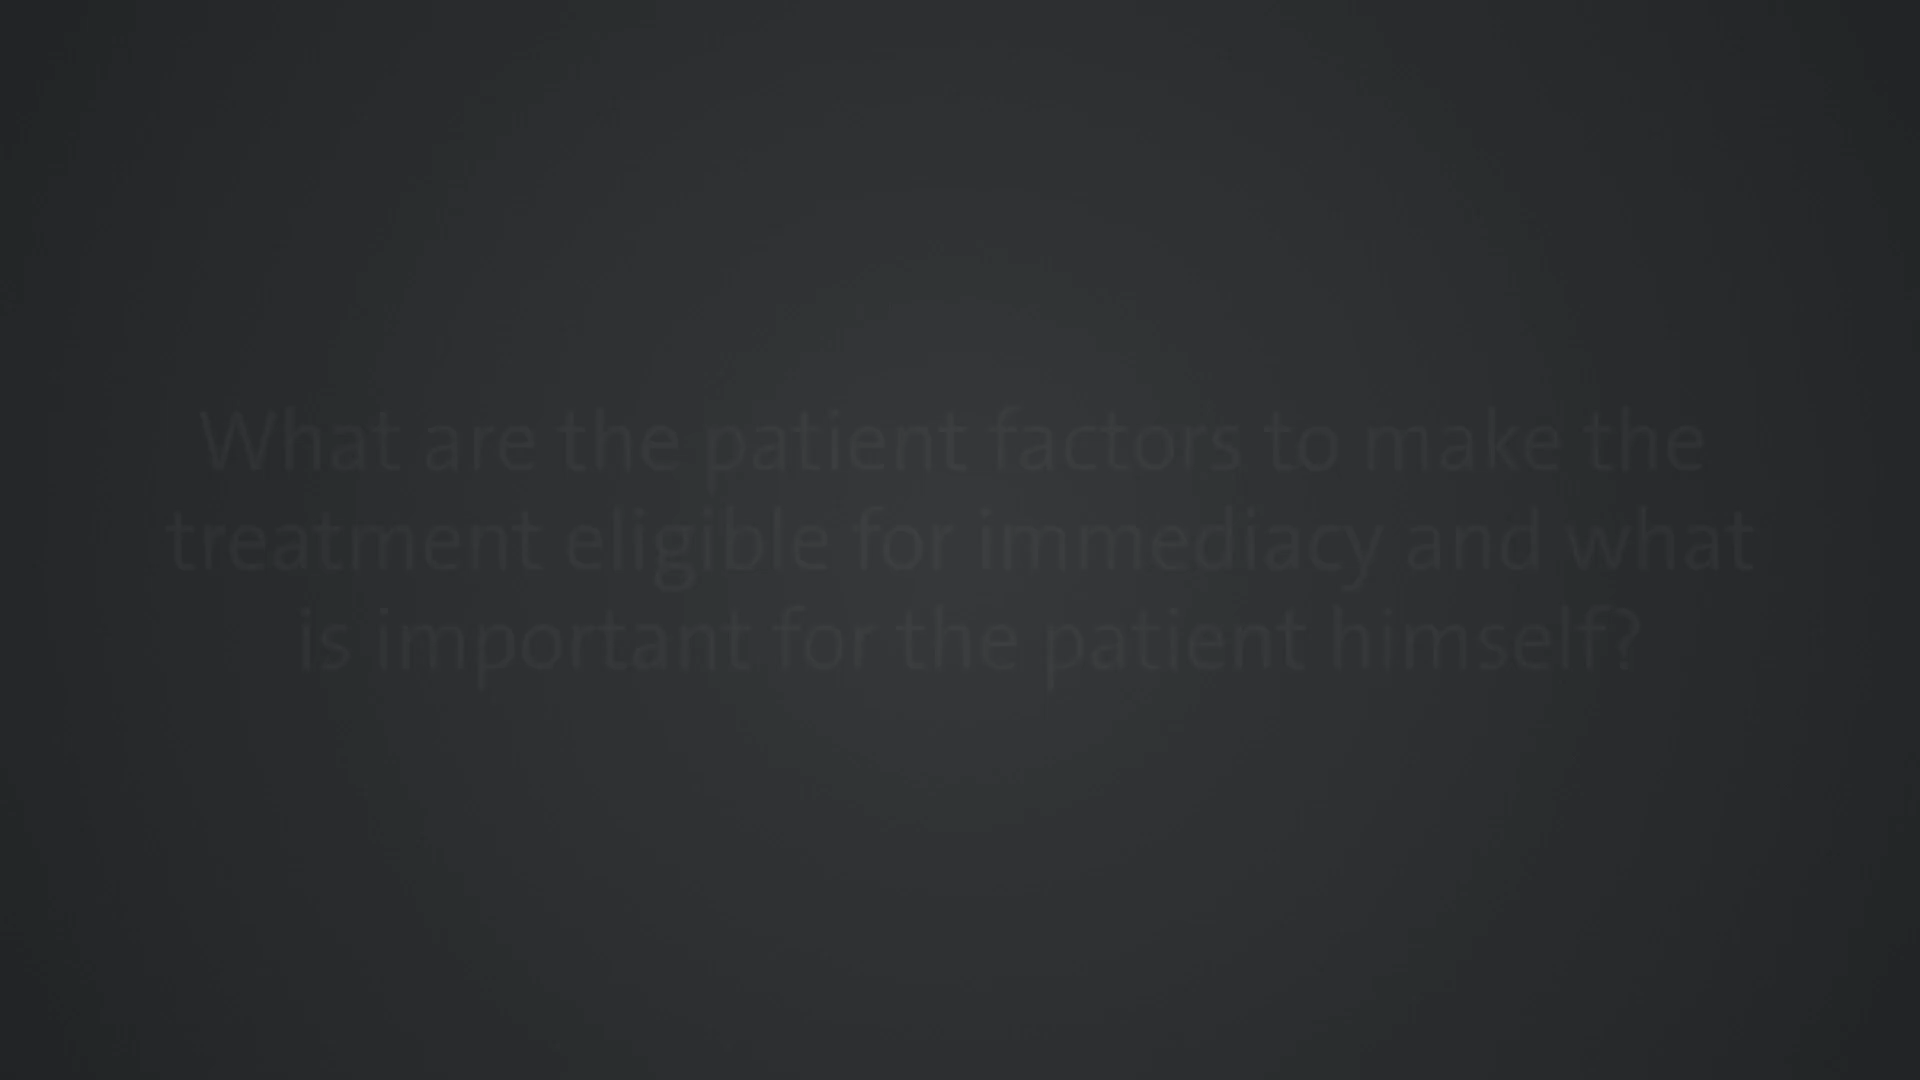 What are the patient factors to make the
treatment eligible for immediacy and what
is important for the patient himself?